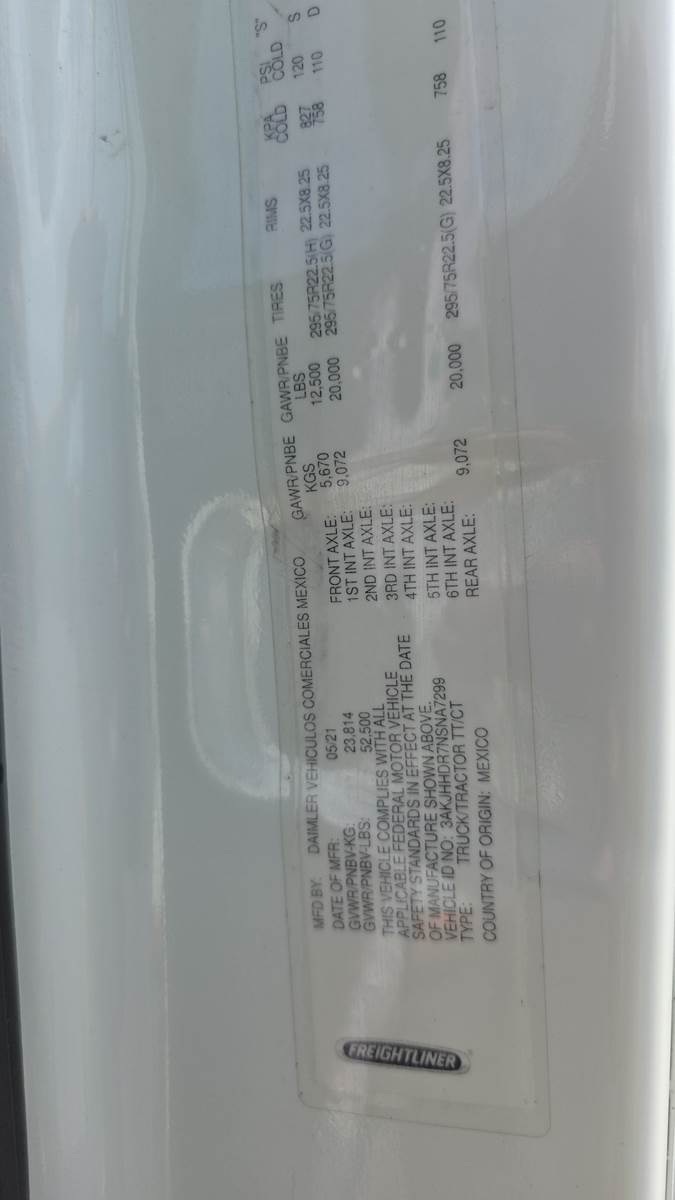 FREIGHTLINER
MFD BY: DAIMLER VEHICULOS COMERCIALES MEXICO
DATE OF MFR: 05/21
GVWR/PNBV-KG: 23,814
GVWR/PNBV-LBS: 52,500
THIS VEHICLE COMPLIES WITH ALL
APPLICABLE FEDERAL MOTOR VEHICLE
SAFETY STANDARDS IN EFFECT AT THE DATE
OF MANUFACTURE SHOWN ABOVE.
VEHICLE ID NO: 3AKJHHDR7NSNA7299
TYPE: TRUCK/TRACTOR TT/CT
COUNTRY OF ORIGIN: MEXICO
GAWR/PNBE GAWR/PNBE TIRES RIMS KPA PSI "S"
KGS LBS COLD COLD
FRONT AXLE: 5,670 12,500 295/75R22.5(H) 22.5X8.25 827 120 S
1ST INT AXLE: 9,072 20,000 295/75R22.5(G) 22.5X8.25 758 110 D
2ND INT AXLE:
3RD INT AXLE:
4TH INT AXLE:
5TH INT AXLE:
6TH INT AXLE:
REAR AXLE: 9,072 20,000 295/75R22.5(G) 22.5X8.25 758 110